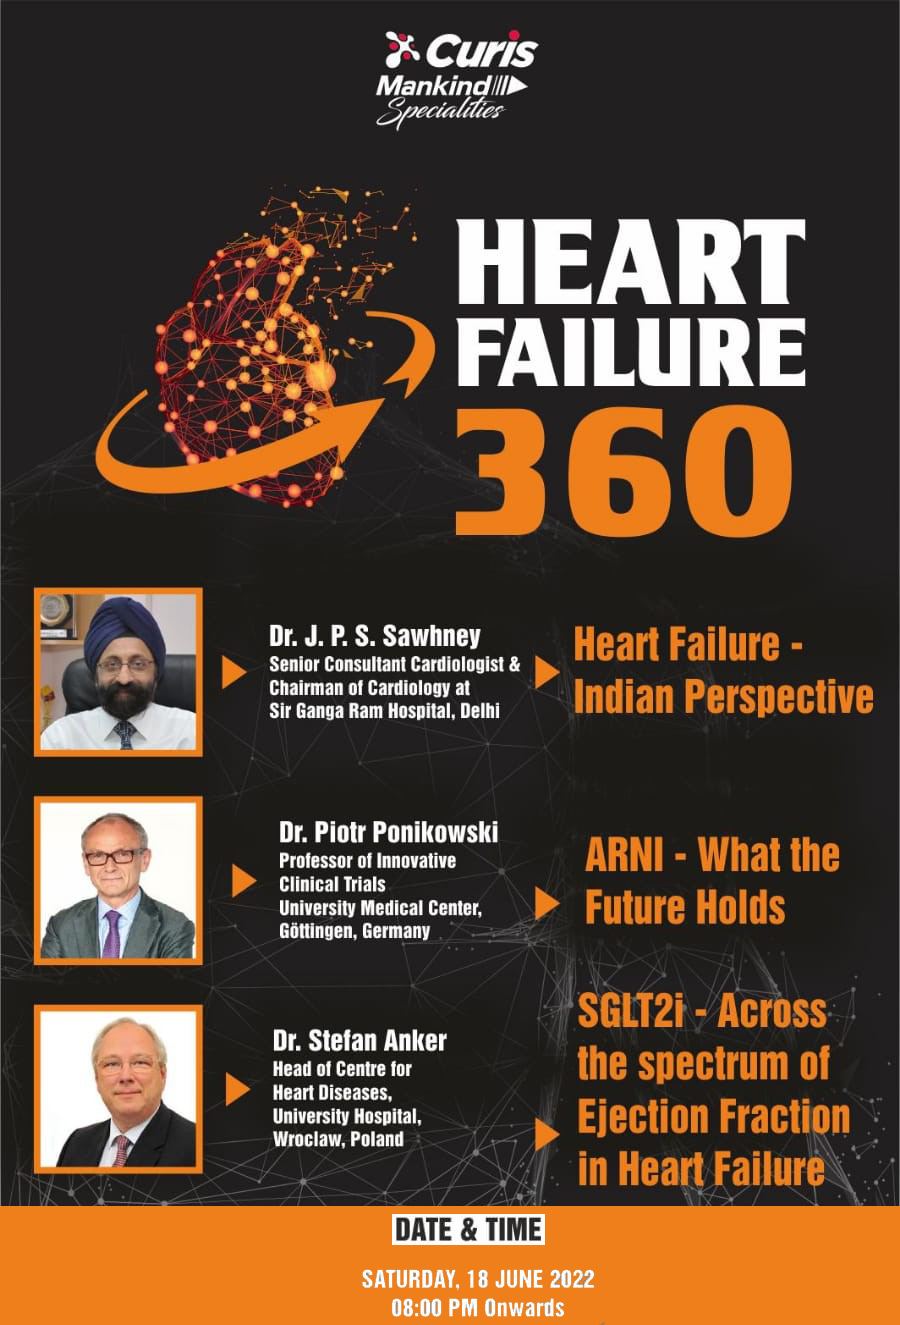 Curis
Mankind
Specialities
HEART
FAILURE
360
Dr. J. P. S. Sawhney
Senior Consultant Cardiologist &
Chairman of Cardiology at
Sir Ganga Ram Hospital, Delhi
Heart Failure -
Indian Perspective
Dr. Piotr Ponikowski
Professor of Innovative
Clinical Trials
University Medical Center,
Göttingen, Germany
ARNI - What the
Future Holds
Dr. Stefan Anker
Head of Centre for
Heart Diseases,
University Hospital,
Wroclaw, Poland
SGLT2i - Across
the spectrum of
Ejection Fraction
in Heart Failure
DATE & TIME
SATURDAY, 18 JUNE 2022
08:00 PM Onwards